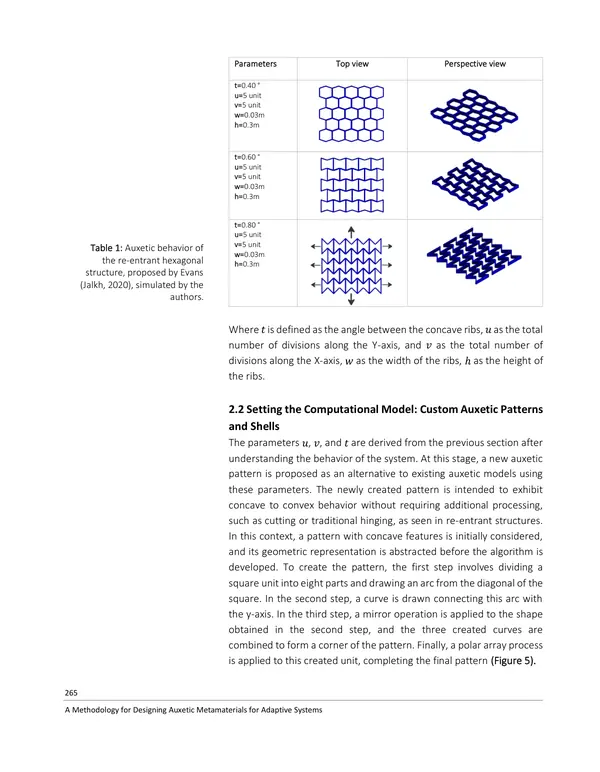 Parameters Top view Perspective view
t=0.40 °
u=5 unit
v=5 unit
w=0.03m
h=0.3m
t=0.60 °
u=5 unit
v=5 unit
w=0.03m
h=0.3m
t=0.80 °
u=5 unit
v=5 unit
w=0.03m
h=0.3m
Table 1: Auxetic behavior of
the re-entrant hexagonal
structure, proposed by Evans
(Jalkh, 2020), simulated by the
authors.
Where t is defined as the angle between the concave ribs, u as the total
number of divisions along the Y-axis, and v as the total number of
divisions along the X-axis, w as the width of the ribs, h as the height of
the ribs.
2.2 Setting the Computational Model: Custom Auxetic Patterns
and Shells
The parameters u, v, and t are derived from the previous section after
understanding the behavior of the system. At this stage, a new auxetic
pattern is proposed as an alternative to existing auxetic models using
these parameters. The newly created pattern is intended to exhibit
concave to convex behavior without requiring additional processing,
such as cutting or traditional hinging, as seen in re-entrant structures.
In this context, a pattern with concave features is initially considered,
and its geometric representation is abstracted before the algorithm is
developed. To create the pattern, the first step involves dividing a
square unit into eight parts and drawing an arc from the diagonal of the
square. In the second step, a curve is drawn connecting this arc with
the y-axis. In the third step, a mirror operation is applied to the shape
obtained in the second step, and the three created curves are
combined to form a corner of the pattern. Finally, a polar array process
is applied to this created unit, completing the final pattern (Figure 5).
265
A Methodology for Designing Auxetic Metamaterials for Adaptive Systems